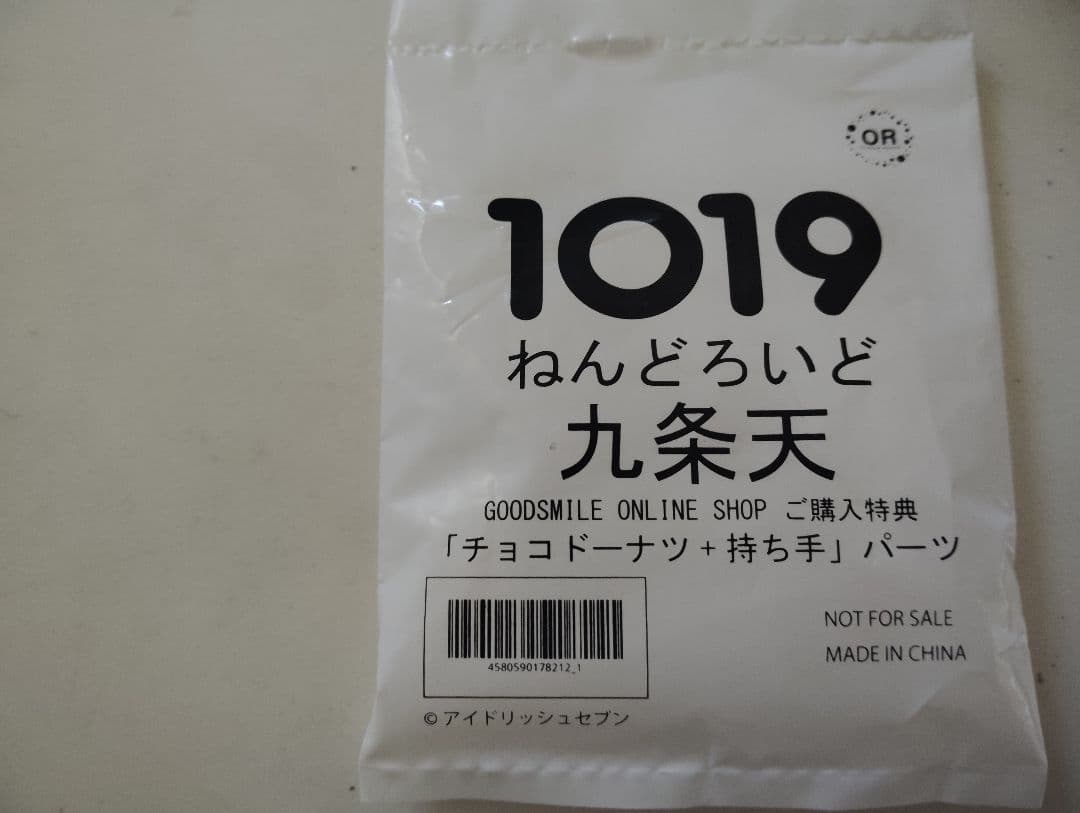 OR
1019
ねんどろいど
九条天
GOODSMILE ONLINE SHOP ご購入特典
「チョコドーナツ+持ち手」パーツ
NOT FOR SALE
MADE IN CHINA
4580590178212_1
©アイドリッシュセブン